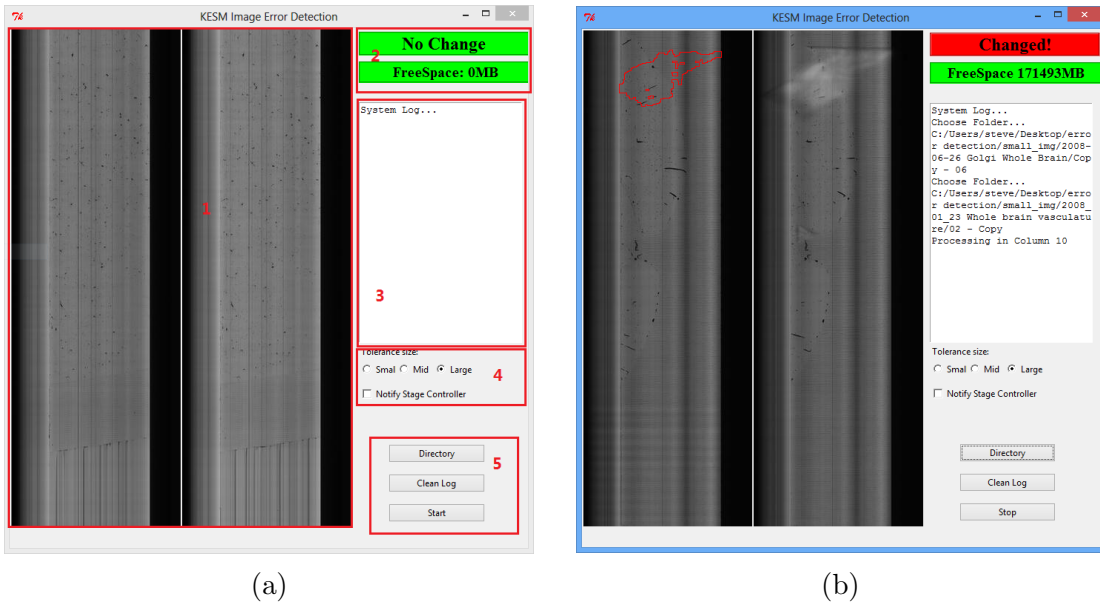 KESM Image Error Detection
No Change
2
FreeSpace: 0MB
System Log...
1
3
Tolerance size:
Smal Mid Large
4
Notify Stage Controller
Directory
5
Clean Log
Start
(a)
KESM Image Error Detection
Changed!
FreeSpace 171493MB
System Log...
Choose Folder...
C:/Users/steve/Desktop/erro
r detection/small_img/2008-
06-26 Golgi Whole Brain/Cop
y - 06
Choose Folder...
C:/Users/steve/Desktop/erro
r detection/small_img/2008_
01_23 Whole brain vasculatu
re/02 - Copy
Processing in Column 10
Tolerance size:
Smal Mid Large
Notify Stage Controller
Directory
Clean Log
Stop
(b)